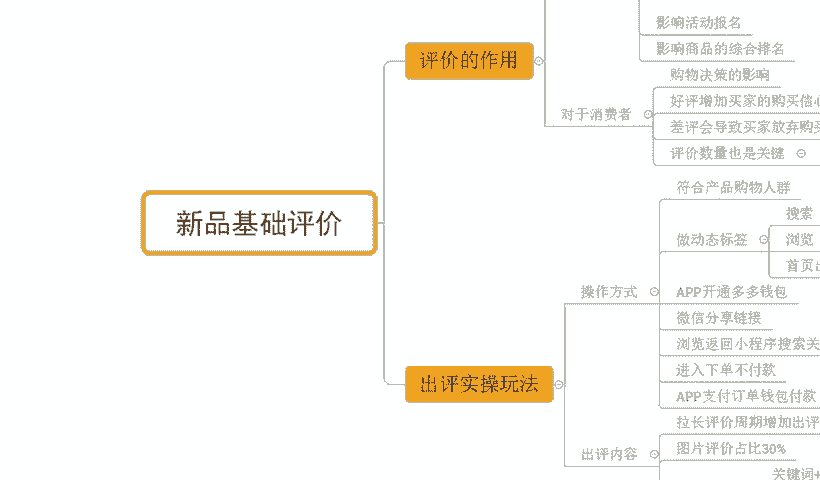 影响活动报名
影响商品的综合排名
评价的作用
购物决策的影响
好评增加买家的购买信心
对于消费者
差评会导致买家放弃购买
评价数量也是关键
符合产品购物人群
搜索
新品基础评价
做动态标签
浏览
首页出
操作方式
APP开通多多钱包
微信分享链接
浏览返回小程序搜索关
进入下单不付款
出评实操玩法
APP支付订单钱包付款
拉长评价周期增加出评
出评内容
图片评价占比30%
关键词+